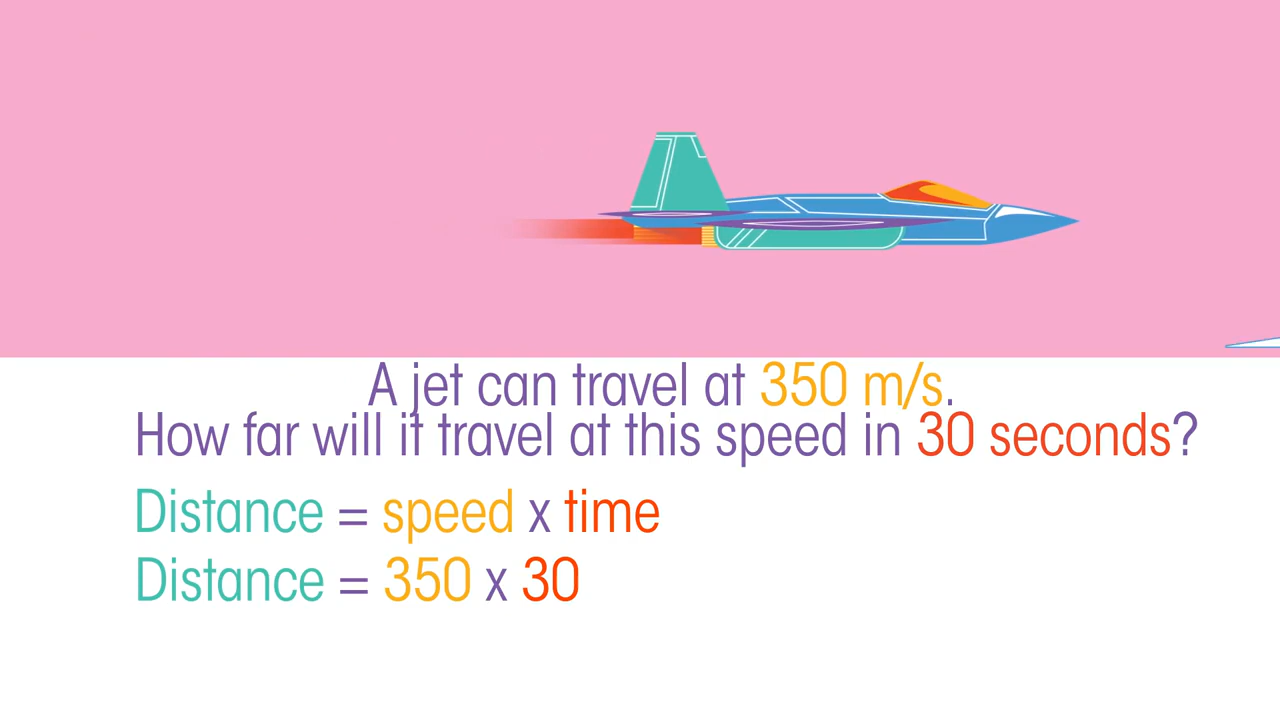 A jet can travel at 350 m/s.
How far will it travel at this speed in 30 seconds?
Distance = speed x time
Distance = 350 x 30